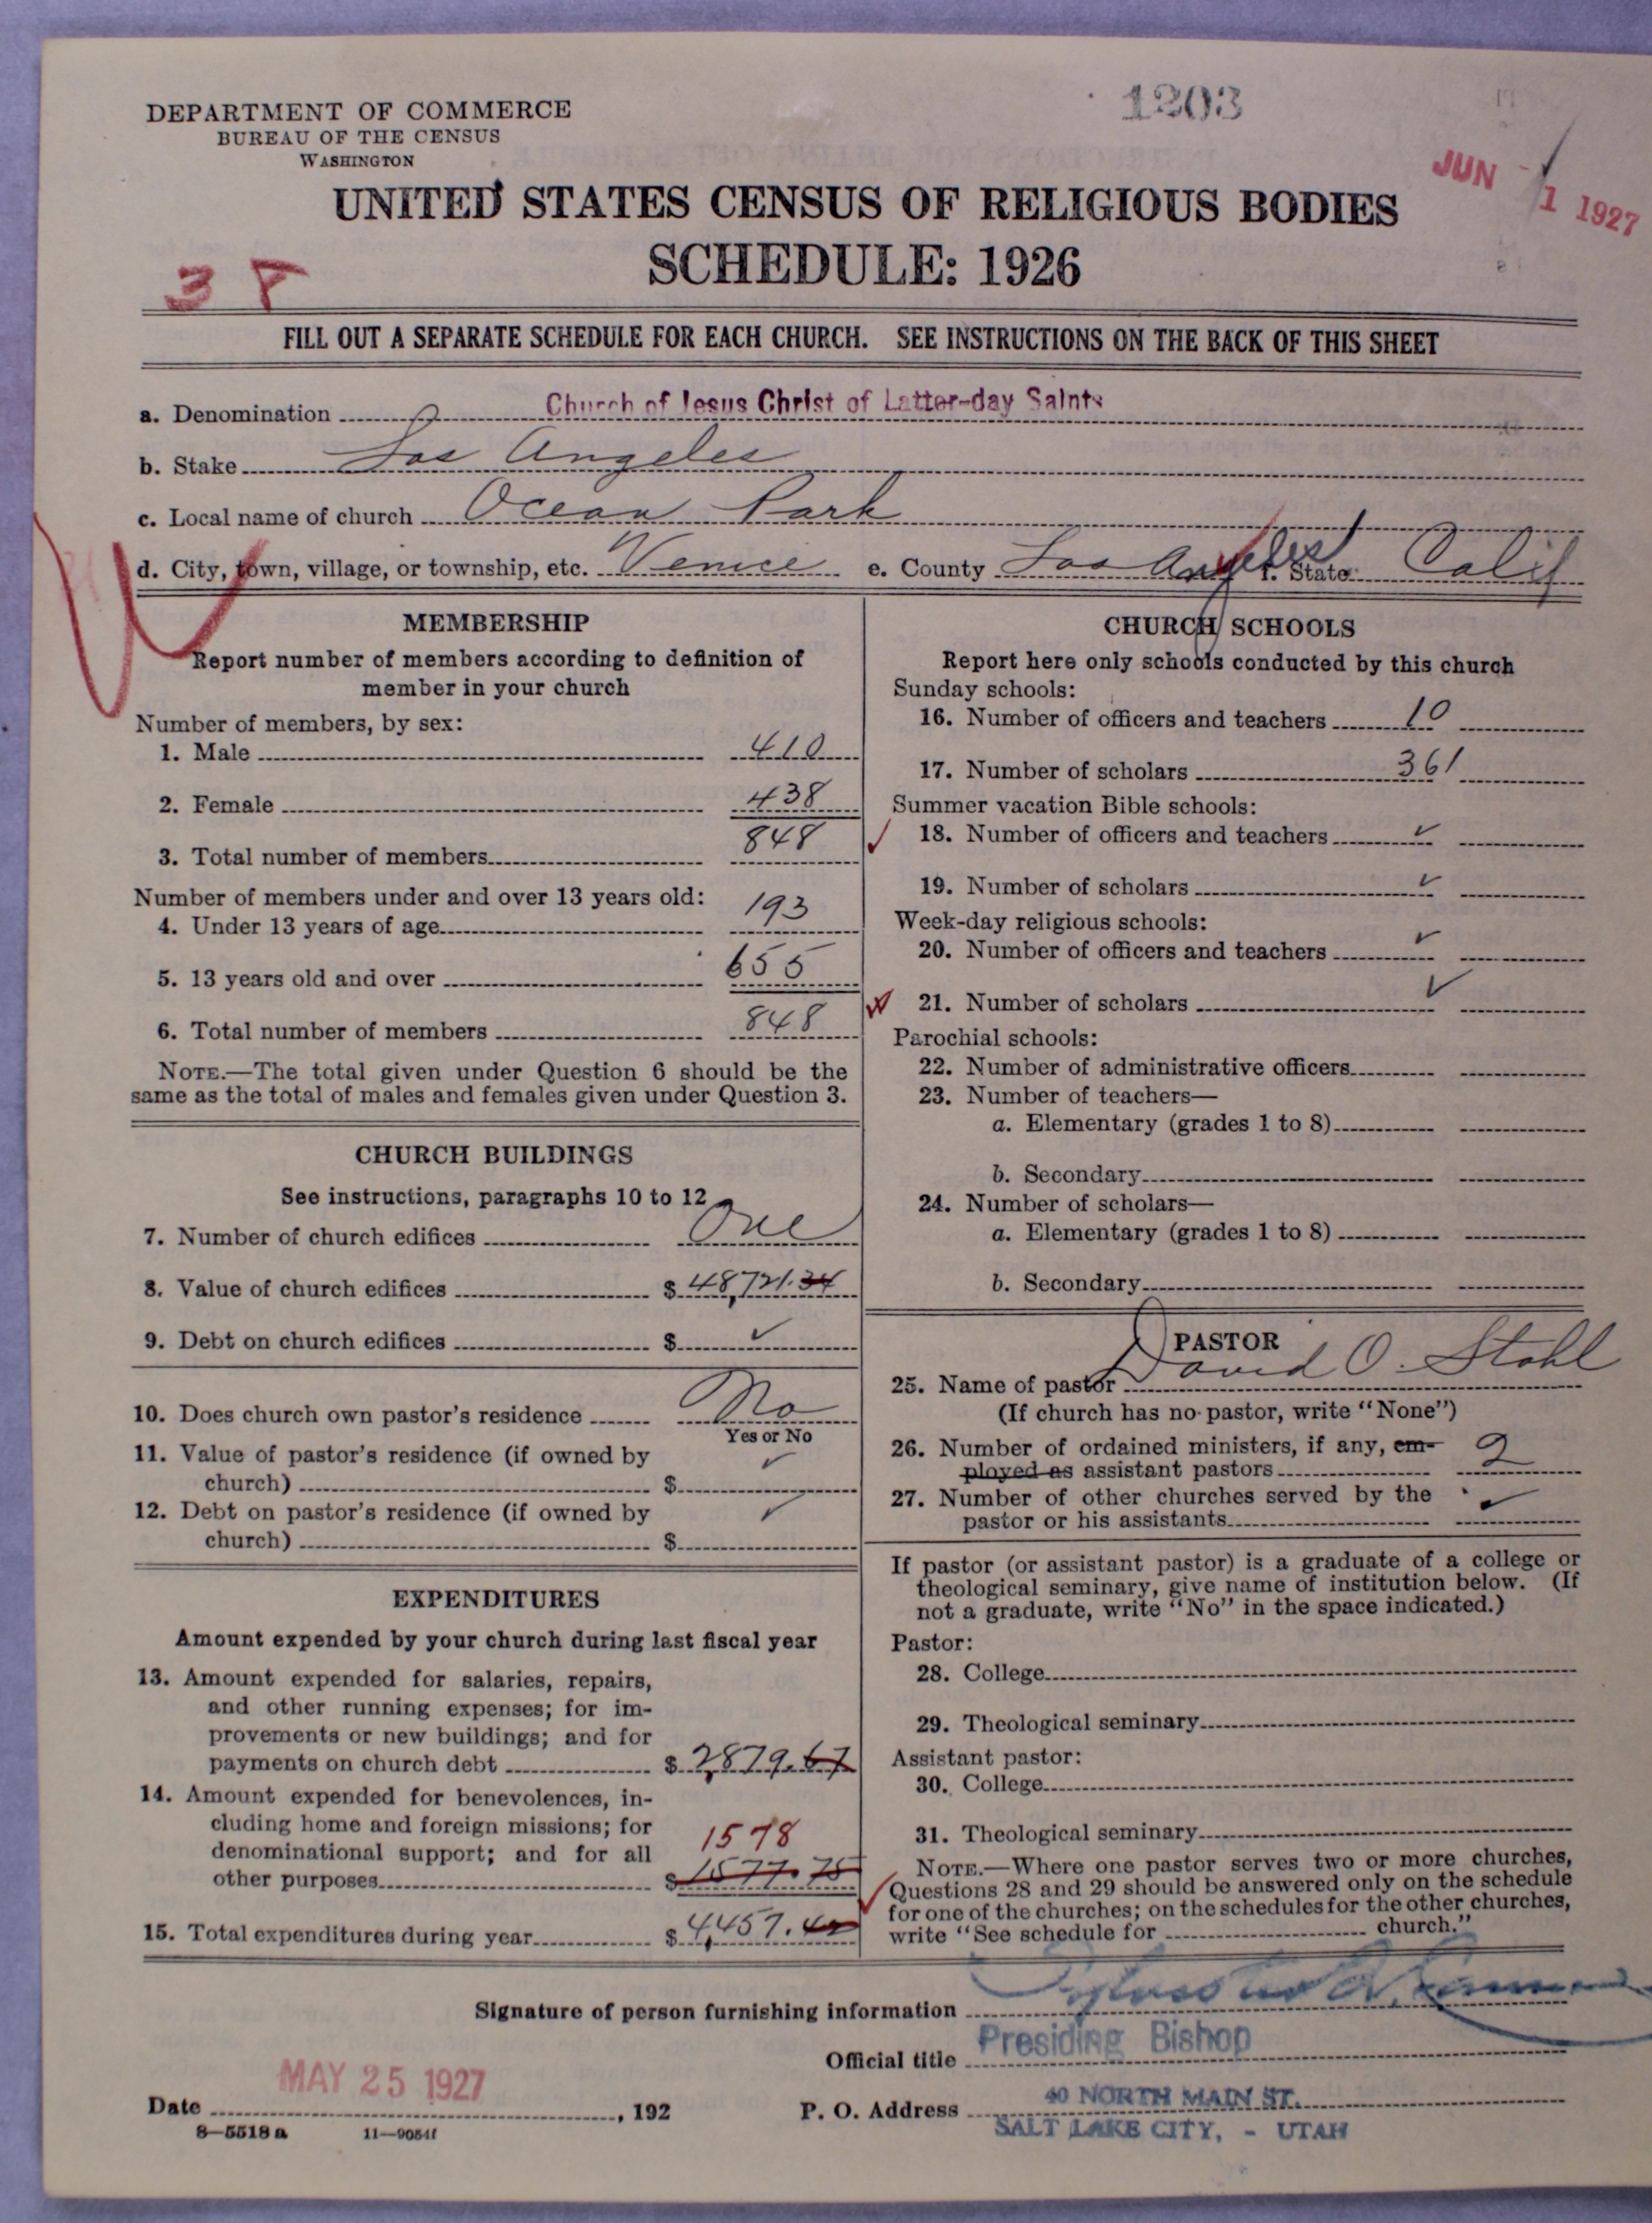 1203
DEPARTMENT OF COMMERCE
BUREAU OF THE CENSUS
WASHINGTON
JUN - 1 1927
UNITED STATES CENSUS OF RELIGIOUS BODIES
SCHEDULE: 1926
3 P
FILL OUT A SEPARATE SCHEDULE FOR EACH CHURCH. SEE INSTRUCTIONS ON THE BACK OF THIS SHEET
a. Denomination Church of Jesus Christ of Latter-day Saints
b. Stake Los Angeles
c. Local name of church Ocean Park
d. City, town, village, or township, etc. Venice e. County Los Angeles f. State Calif
MEMBERSHIP
Report number of members according to definition of
member in your church
Number of members, by sex:
1. Male 410
2. Female 438
3. Total number of members 848
Number of members under and over 13 years old:
4. Under 13 years of age 193
5. 13 years old and over 655
6. Total number of members 848
NOTE.—The total given under Question 6 should be the
same as the total of males and females given under Question 3.
CHURCH BUILDINGS
See instructions, paragraphs 10 to 12
7. Number of church edifices One
8. Value of church edifices $ 48,721.34
9. Debt on church edifices $ ✓
10. Does church own pastor's residence No
Yes or No
11. Value of pastor's residence (if owned by
church) $ ✓
12. Debt on pastor's residence (if owned by
church) $ ✓
EXPENDITURES
Amount expended by your church during last fiscal year
13. Amount expended for salaries, repairs,
and other running expenses; for im-
provements or new buildings; and for
payments on church debt $ 2,879.67
14. Amount expended for benevolences, in-
cluding home and foreign missions; for
denominational support; and for all 1578
other purposes $ 1577.75
15. Total expenditures during year $ 4,457.42
CHURCH SCHOOLS
Report here only schools conducted by this church
Sunday schools:
16. Number of officers and teachers 10
17. Number of scholars 361
Summer vacation Bible schools:
18. Number of officers and teachers ✓
19. Number of scholars ✓
Week-day religious schools:
20. Number of officers and teachers ✓
21. Number of scholars ✓
Parochial schools:
22. Number of administrative officers
23. Number of teachers—
a. Elementary (grades 1 to 8)
b. Secondary
24. Number of scholars—
a. Elementary (grades 1 to 8)
b. Secondary
PASTOR
25. Name of pastor David O. Stohl
(If church has no pastor, write "None")
26. Number of ordained ministers, if any, em-
ployed as assistant pastors 2
27. Number of other churches served by the
pastor or his assistants ✓
If pastor (or assistant pastor) is a graduate of a college or
theological seminary, give name of institution below. (If
not a graduate, write "No" in the space indicated.)
Pastor:
28. College
29. Theological seminary
Assistant pastor:
30. College
31. Theological seminary
NOTE.—Where one pastor serves two or more churches,
Questions 28 and 29 should be answered only on the schedule
for one of the churches; on the schedules for the other churches,
write "See schedule for church."
Signature of person furnishing information
Official title Presiding Bishop
Date MAY 25 1927 , 192
P. O. Address 40 NORTH MAIN ST.
SALT LAKE CITY, - UTAH
8-5518 a 11-9054f